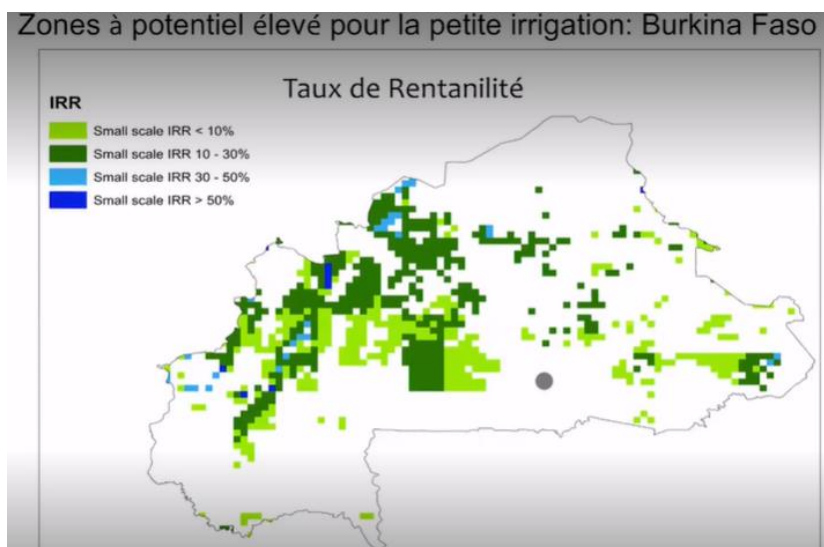 Zones à potentiel élevé pour la petite irrigation: Burkina Faso
Taux de Rentanilité
IRR
Small scale IRR < 10%
Small scale IRR 10 - 30%
Small scale IRR 30 - 50%
Small scale IRR > 50%